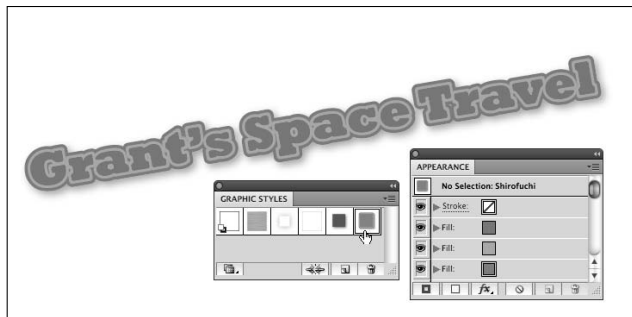 Grant's Space Travel
GRAPHIC STYLES
APPEARANCE
No Selection: Shirofuchi
Stroke:
Fill:
Fill:
Fill:
fx